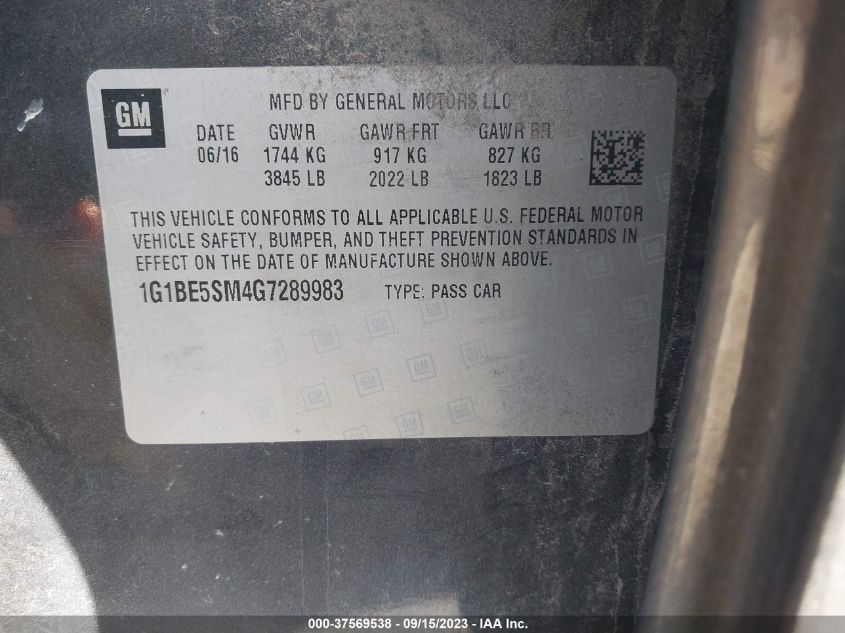 GM
MFD BY GENERAL MOTORS LLC
DATE GVWR GAWR FRT GAWR RR
06/16 1744 KG 917 KG 827 KG
3845 LB 2022 LB 1823 LB
THIS VEHICLE CONFORMS TO ALL APPLICABLE U.S. FEDERAL MOTOR
VEHICLE SAFETY, BUMPER, AND THEFT PREVENTION STANDARDS IN
EFFECT ON THE DATE OF MANUFACTURE SHOWN ABOVE.
1G1BE5SM4G7289983 TYPE: PASS CAR
000-37569538 - 09/15/2023 - IAA Inc.